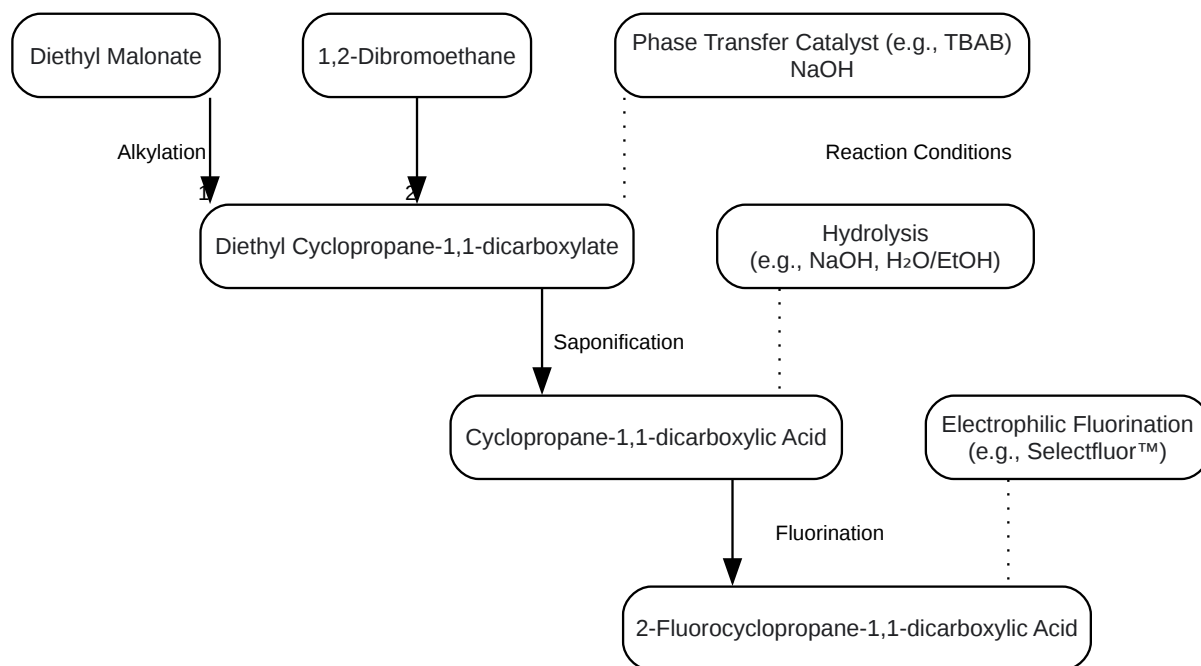 Diethyl Malonate
1,2-Dibromoethane
Phase Transfer Catalyst (e.g., TBAB)
NaOH
Alkylation
Reaction Conditions
1
2
Diethyl Cyclopropane-1,1-dicarboxylate
Hydrolysis
(e.g., NaOH, H₂O/EtOH)
Saponification
Cyclopropane-1,1-dicarboxylic Acid
Electrophilic Fluorination
(e.g., Selectfluor™)
Fluorination
2-Fluorocyclopropane-1,1-dicarboxylic Acid